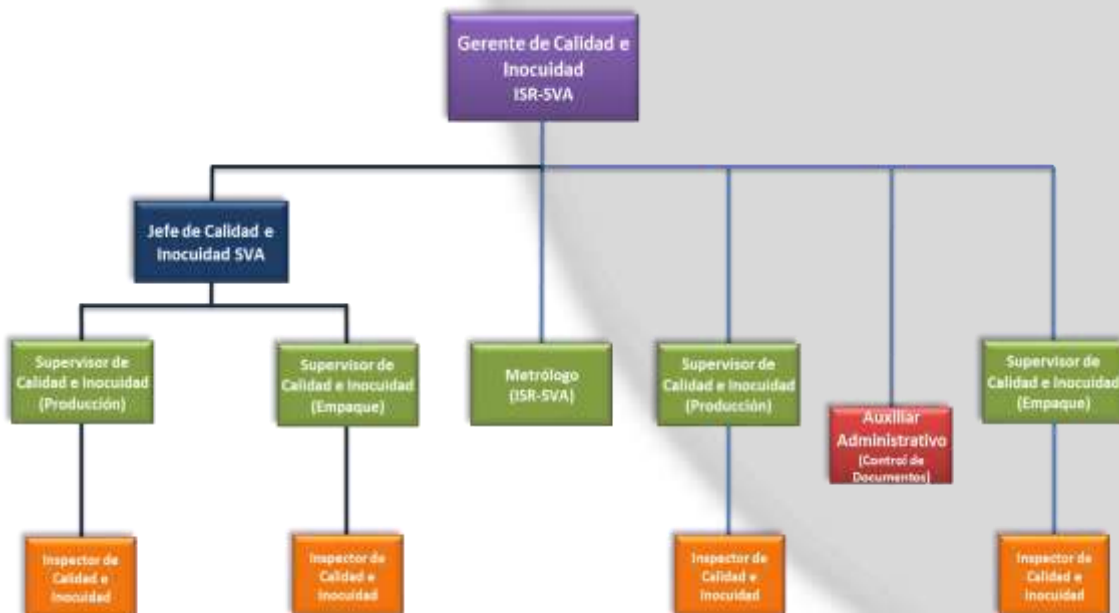 Gerente de Calidad e
Inocuidad
ISR-SVA
Jefe de Calidad e
Inocuidad SVA
Supervisor de
Calidad e Inocuidad
(Producción)
Supervisor de
Calidad e Inocuidad
(Empaque)
Metrólogo
(ISR-SVA)
Supervisor de
Calidad e Inocuidad
(Producción)
Auxiliar
Administrativo
(Control de
Documentos)
Supervisor de
Calidad e Inocuidad
(Empaque)
Inspector de
Calidad e
Inocuidad
Inspector de
Calidad e
Inocuidad
Inspector de
Calidad e
Inocuidad
Inspector de
Calidad e
Inocuidad